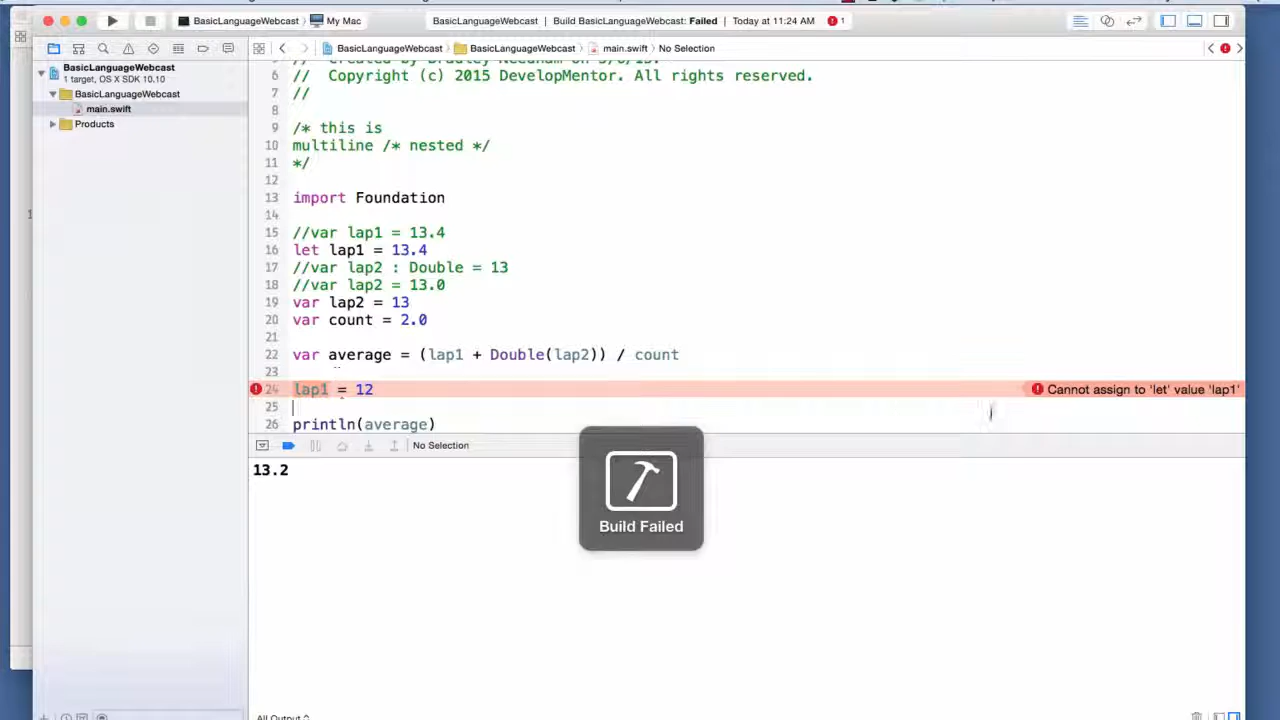 BasicLanguageWebcast My Mac BasicLanguageWebcast | Build BasicLanguageWebcast: Failed | Today at 11:24 AM 1
BasicLanguageWebcast BasicLanguageWebcast main.swift No Selection
BasicLanguageWebcast
1 target, OS X SDK 10.10
BasicLanguageWebcast
main.swift
Products
6 // Copyright (c) 2015 DevelopMentor. All rights reserved.
7 //
8
9 /* this is
10 multiline /* nested */
11 */
12
13 import Foundation
14
15 //var lap1 = 13.4
16 let lap1 = 13.4
17 //var lap2 : Double = 13
18 //var lap2 = 13.0
19 var lap2 = 13
20 var count = 2.0
21
22 var average = (lap1 + Double(lap2)) / count
23
24 lap1 = 12 Cannot assign to 'let' value 'lap1'
25
26 println(average)
No Selection
13.2
Build Failed
All Output